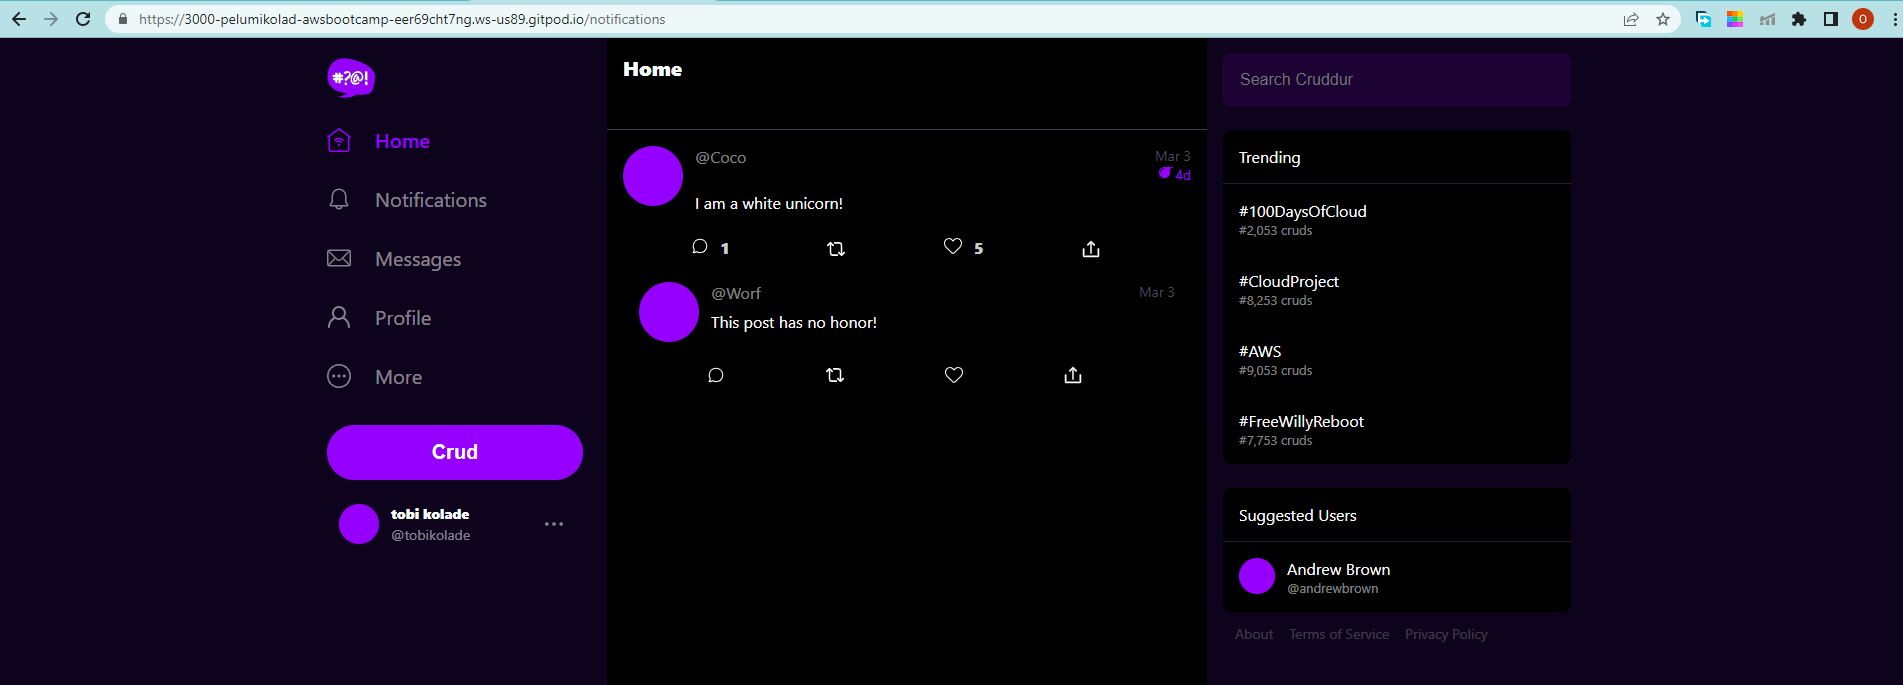 https://3000-pelumikolad-awsbootcamp-eer69cht7ng.ws-us89.gitpod.io/notifications
O
#?@!
Home
Notifications
Messages
Profile
More
Crud
tobi kolade
@tobikolade
Home
@Coco
Mar 3
4d
I am a white unicorn!
1
5
@Worf
Mar 3
This post has no honor!
Search Cruddur
Trending
#100DaysOfCloud
#2,053 cruds
#CloudProject
#8,253 cruds
#AWS
#9,053 cruds
#FreeWillyReboot
#7,753 cruds
Suggested Users
Andrew Brown
@andrewbrown
About Terms of Service Privacy Policy